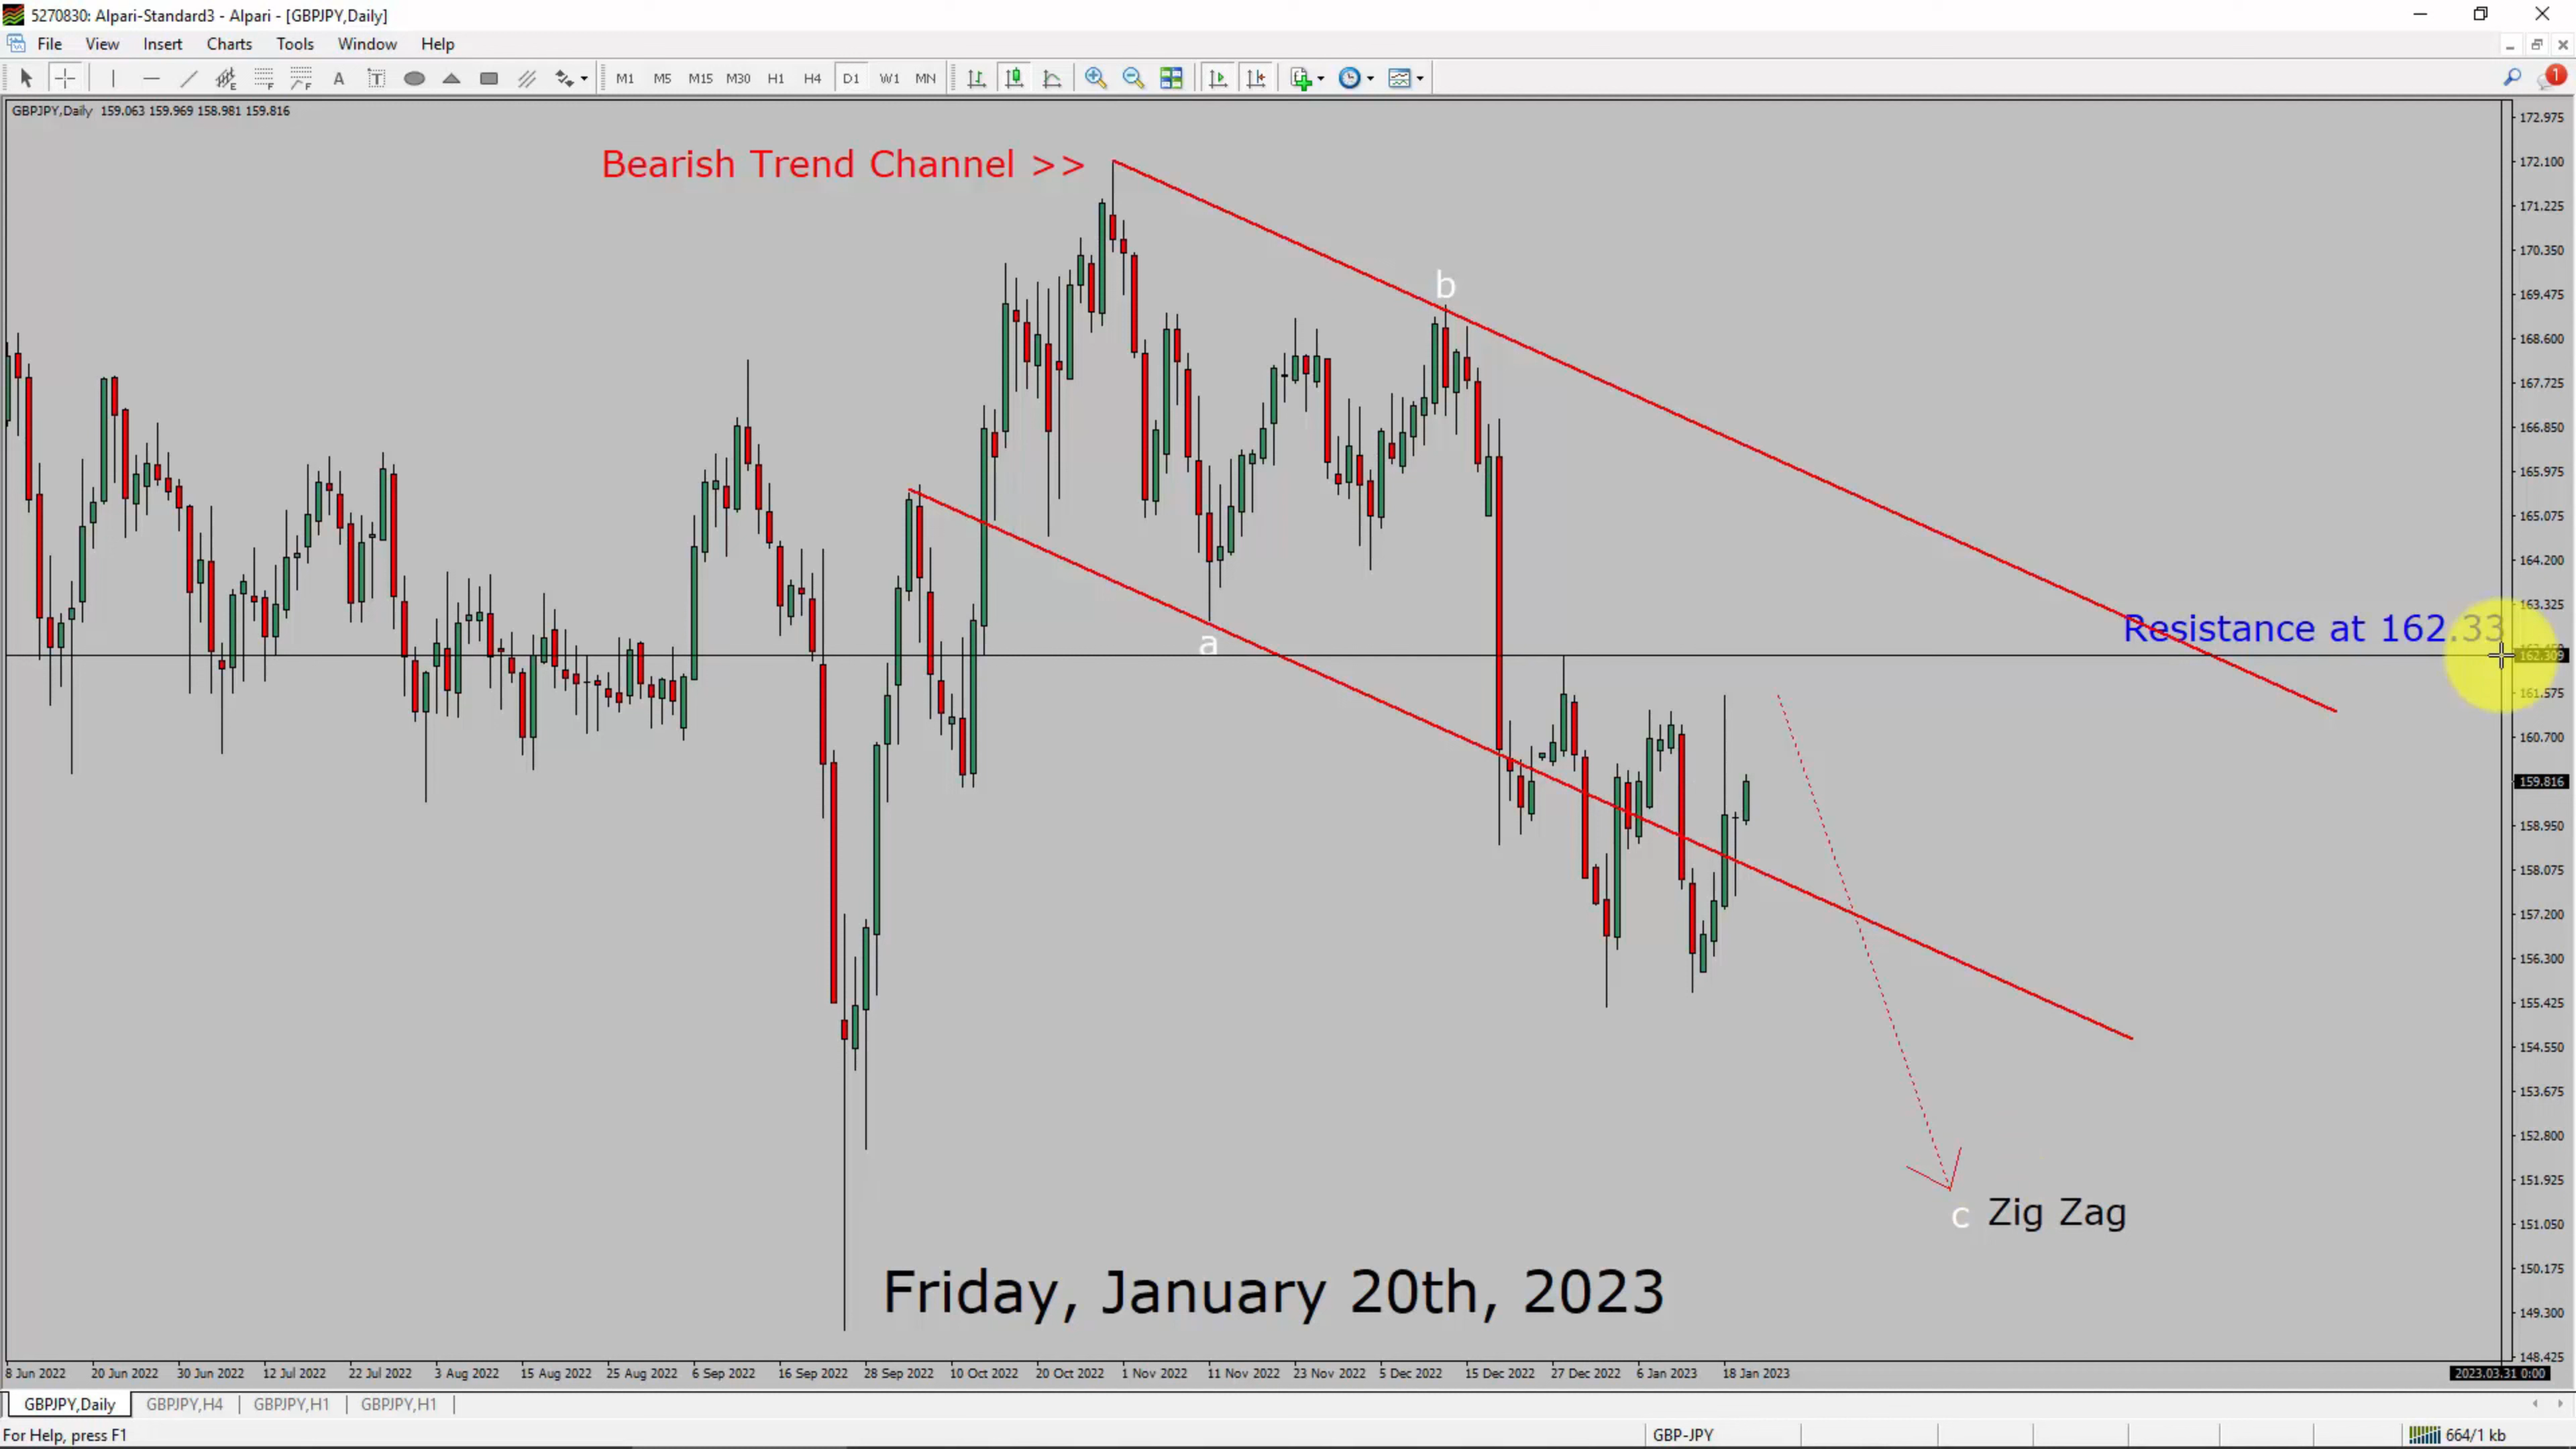 5270830: Alpari-Standard3 - Alpari - [GBPJPY,Daily]
File View Insert Charts Tools Window Help
A T M1 M5 M15 M30 H1 H4 D1 W1 MN 1
GBPJPY,Daily 159.063 159.969 158.981 159.816
172.975
Bearish Trend Channel >>
172.100
171.225
170.350
b
169.475
168.600
167.725
166.850
165.975
165.075
164.200
163.325
Resistance at 162.33
a
162.309
161.575
160.700
159.816
158.950
158.075
157.200
156.300
155.425
154.550
153.675
152.800
151.925
c Zig Zag
151.050
150.175
Friday, January 20th, 2023
149.300
148.425
8 Jun 2022 20 Jun 2022 30 Jun 2022 12 Jul 2022 22 Jul 2022 3 Aug 2022 15 Aug 2022 25 Aug 2022 6 Sep 2022 16 Sep 2022 28 Sep 2022 10 Oct 2022 20 Oct 2022 1 Nov 2022 11 Nov 2022 23 Nov 2022 5 Dec 2022 15 Dec 2022 27 Dec 2022 6 Jan 2023 18 Jan 2023 2023.03.31 0:00
GBPJPY,Daily GBPJPY,H4 GBPJPY,H1 GBPJPY,H1
For Help, press F1 GBP-JPY 664/1 kb